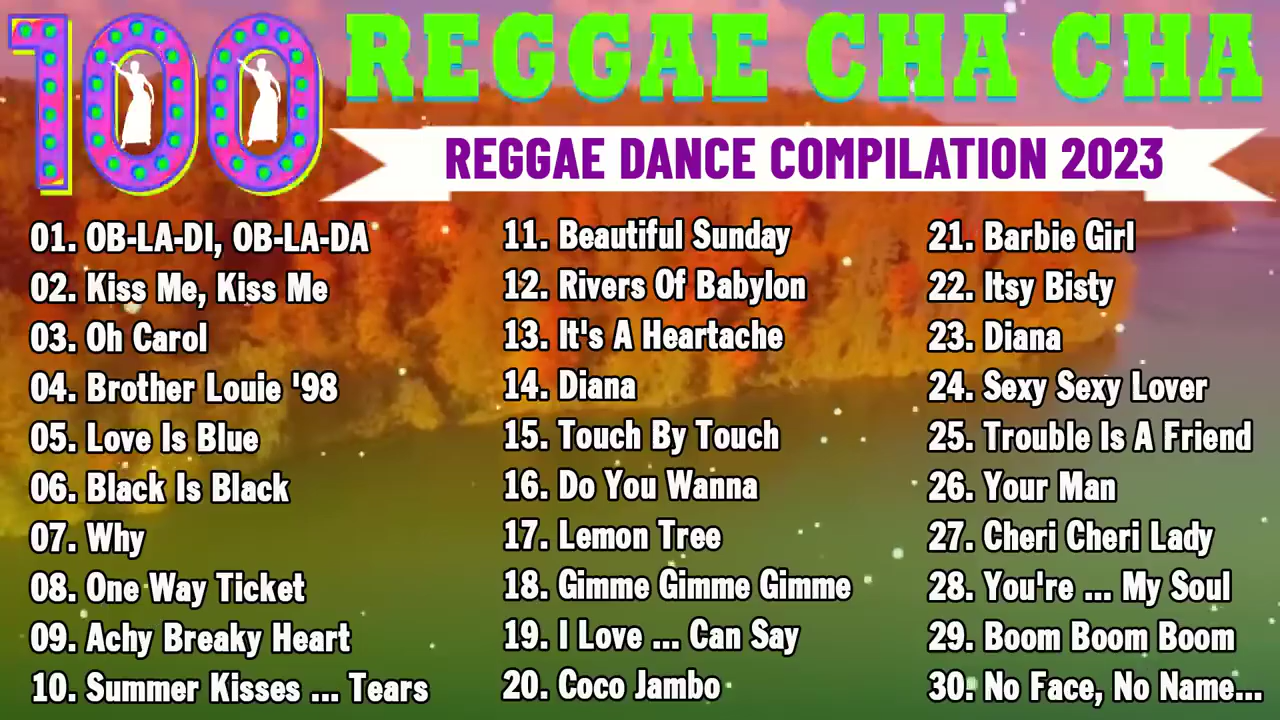 100 REGGAE CHA CHA
REGGAE DANCE COMPILATION 2023
01. OB-LA-DI, OB-LA-DA
02. Kiss Me, Kiss Me
03. Oh Carol
04. Brother Louie '98
05. Love Is Blue
06. Black Is Black
07. Why
08. One Way Ticket
09. Achy Breaky Heart
10. Summer Kisses ... Tears
11. Beautiful Sunday
12. Rivers Of Babylon
13. It's A Heartache
14. Diana
15. Touch By Touch
16. Do You Wanna
17. Lemon Tree
18. Gimme Gimme Gimme
19. I Love ... Can Say
20. Coco Jambo
21. Barbie Girl
22. Itsy Bisty
23. Diana
24. Sexy Sexy Lover
25. Trouble Is A Friend
26. Your Man
27. Cheri Cheri Lady
28. You're ... My Soul
29. Boom Boom Boom
30. No Face, No Name...